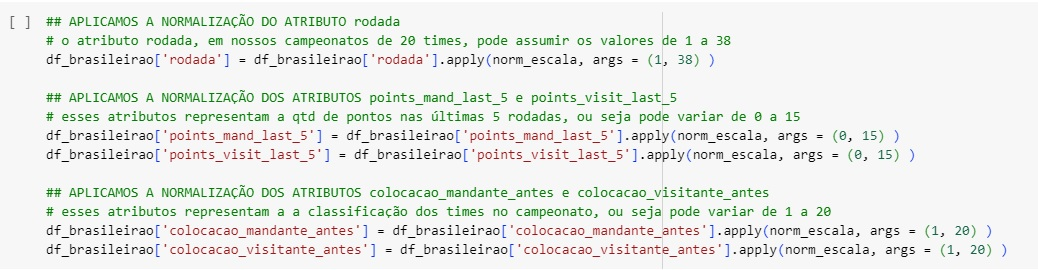 [ ] ## APLICAMOS A NORMALIZAÇÃO DO ATRIBUTO rodada
# o atributo rodada, em nossos campeonatos de 20 times, pode assumir os valores de 1 a 38
df_brasileirao['rodada'] = df_brasileirao['rodada'].apply(norm_escala, args = (1, 38) )
## APLICAMOS A NORMALIZAÇÃO DOS ATRIBUTOS points_mand_last_5 e points_visit_last_5
# esses atributos representam a qtd de pontos nas últimas 5 rodadas, ou seja pode variar de 0 a 15
df_brasileirao['points_mand_last_5'] = df_brasileirao['points_mand_last_5'].apply(norm_escala, args = (0, 15) )
df_brasileirao['points_visit_last_5'] = df_brasileirao['points_visit_last_5'].apply(norm_escala, args = (0, 15) )
## APLICAMOS A NORMALIZAÇÃO DOS ATRIBUTOS colocacao_mandante_antes e colocacao_visitante_antes
# esses atributos representam a a classificação dos times no campeonato, ou seja pode variar de 1 a 20
df_brasileirao['colocacao_mandante_antes'] = df_brasileirao['colocacao_mandante_antes'].apply(norm_escala, args = (1, 20) )
df_brasileirao['colocacao_visitante_antes'] = df_brasileirao['colocacao_visitante_antes'].apply(norm_escala, args = (1, 20) )